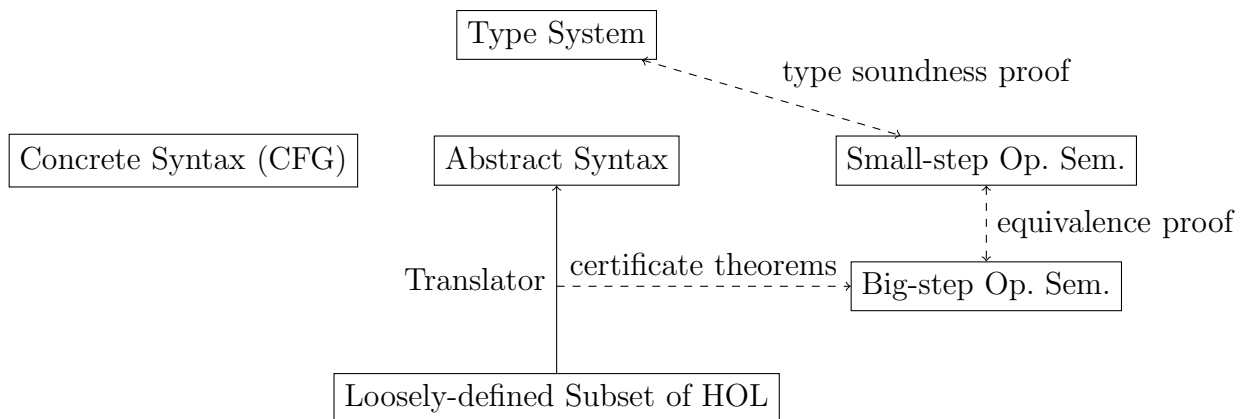 Type System
type soundness proof
Concrete Syntax (CFG)
Abstract Syntax
Small-step Op. Sem.
equivalence proof
Translator
certificate theorems
Big-step Op. Sem.
Loosely-defined Subset of HOL